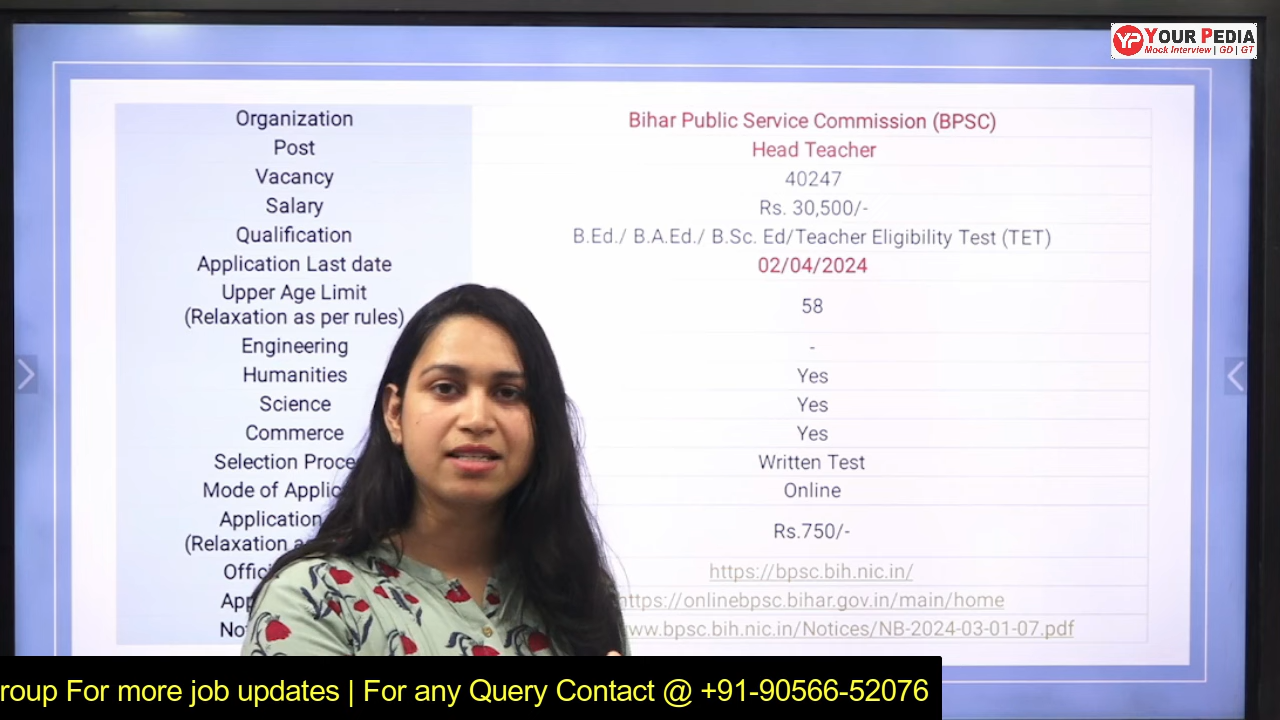 YP YOUR PEDIA
Mock Interview | GD | GT
Organization Bihar Public Service Commission (BPSC)
Post Head Teacher
Vacancy 40247
Salary Rs. 30,500/-
Qualification B.Ed./ B.A.Ed./ B.Sc. Ed/Teacher Eligibility Test (TET)
Application Last date 02/04/2024
Upper Age Limit
(Relaxation as per rules) 58
Engineering -
Humanities Yes
Science Yes
Commerce Yes
Selection Written Test
Mode of Online
Application
(Relaxation Rs.750/-
https://bpsc.bih.nic.in/
https://onlinebpsc.bihar.gov.in/main/home
www.bpsc.bih.nic.in/Notices/NB-2024-03-01-07.pdf
roup For more job updates | For any Query Contact @ +91-90566-52076